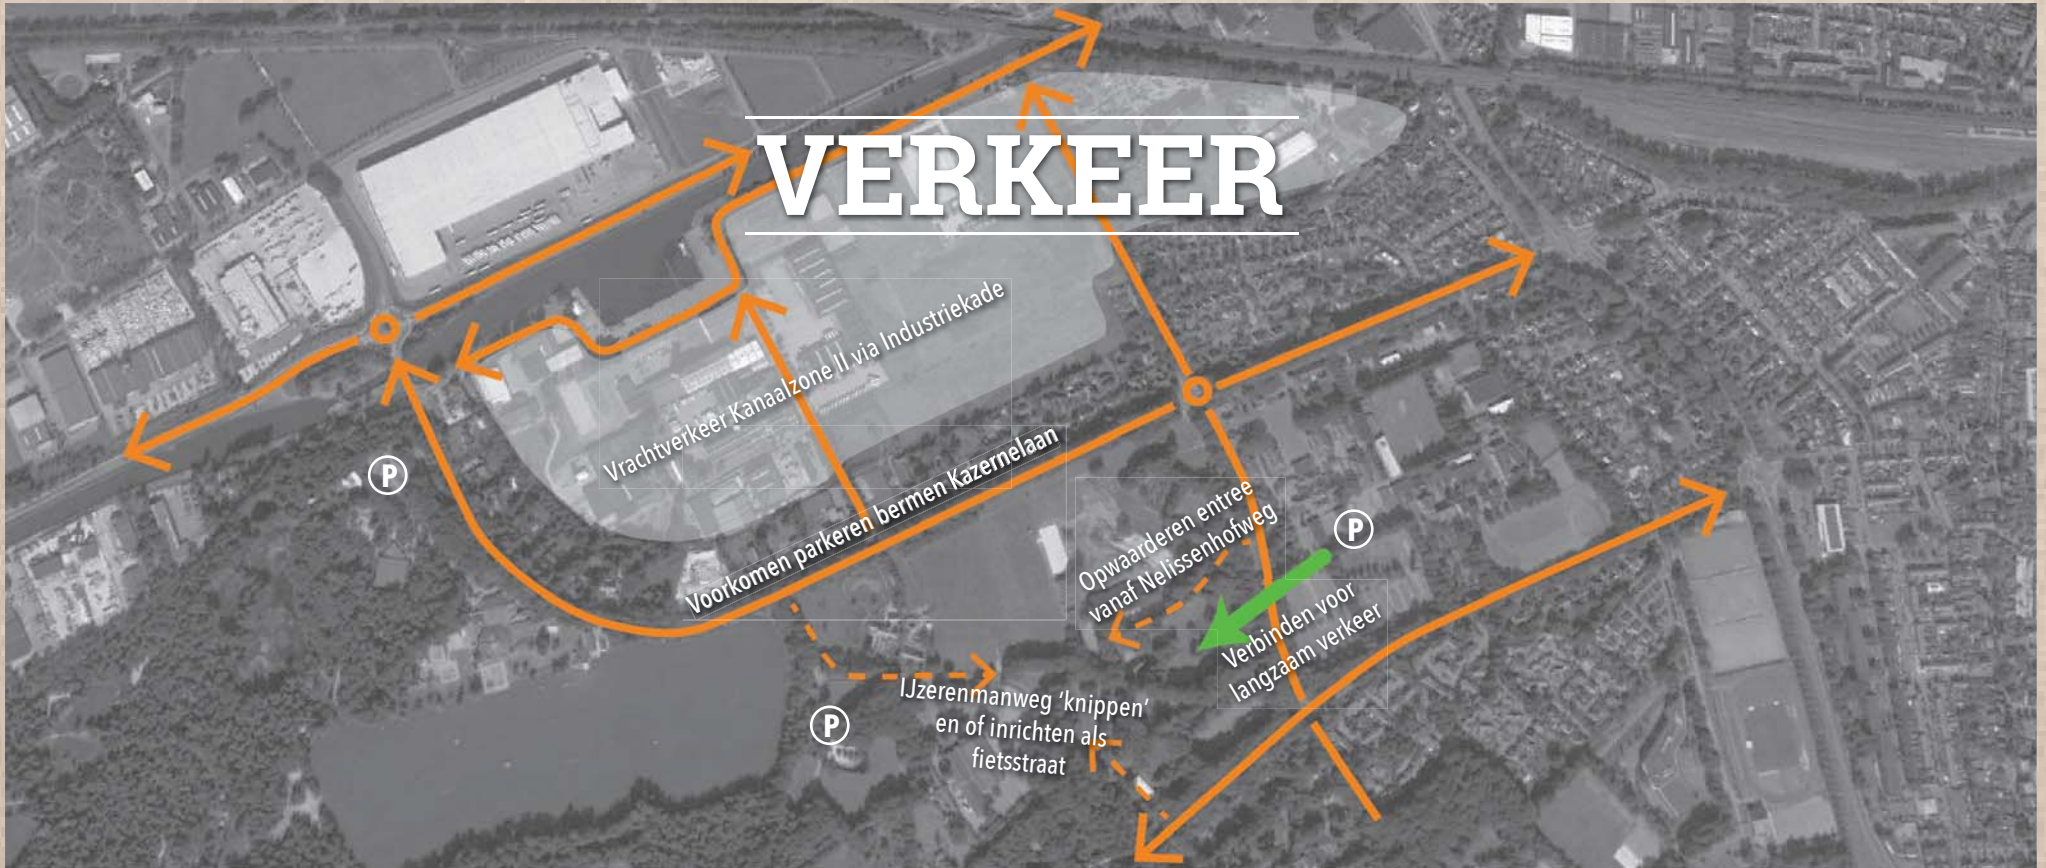 VERKEER
Vrachtverkeer Kanaalzone II via Industriekade
Voorkomen parkeren bermen Kazernelaan
P
Opwaarderen entree
vanaf Nelissenhofweg
P
Verbinden voor
langzaam verkeer
IJzerenmanweg ‘knippen’
en of inrichten als
fietsstraat
P